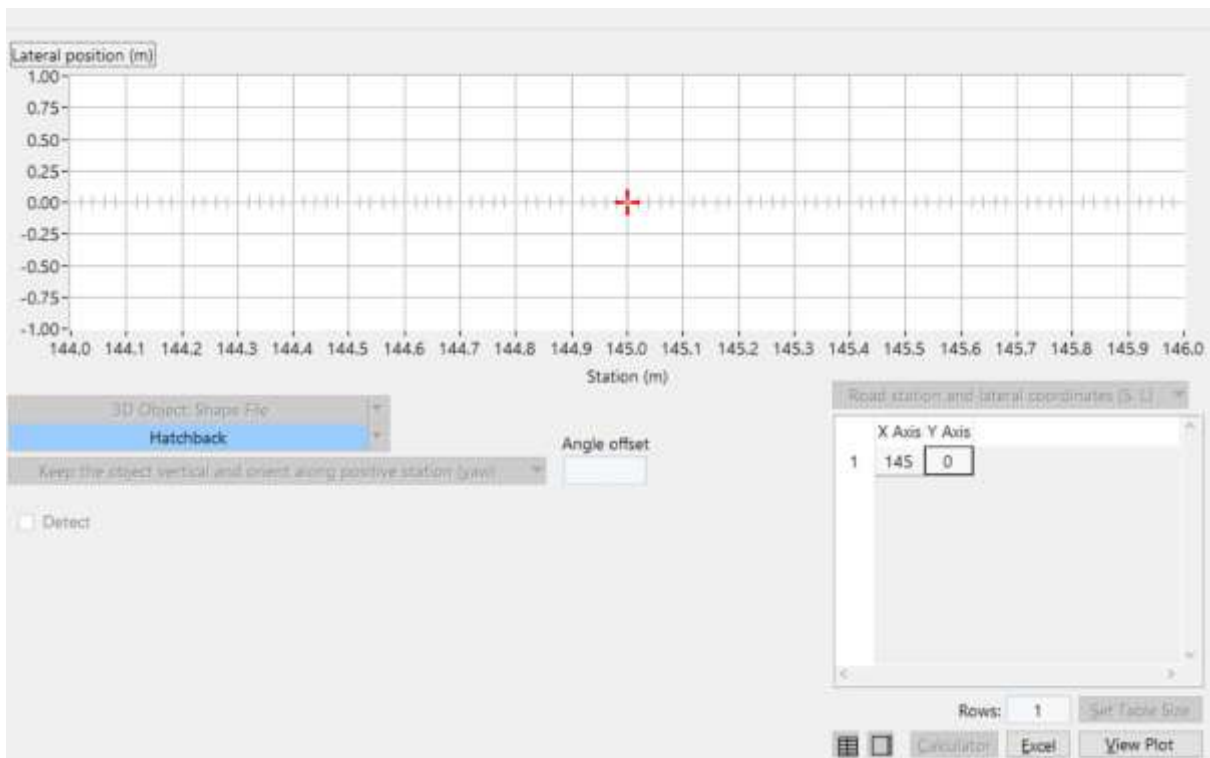 Lateral position (m)
1.00
0.75
0.50
0.25
0.00
-0.25
-0.50
-0.75
-1.00
144.0 144.1 144.2 144.3 144.4 144.5 144.6 144.7 144.8 144.9 145.0 145.1 145.2 145.3 145.4 145.5 145.6 145.7 145.8 145.9 146.0
Station (m)
3D Object: Shape File
Road station and lateral coordinates (S, L)
Hatchback
Angle offset
X Axis Y Axis
Keep the object vertical and orient along positive station (yaw)
1 145 0
Detect
Rows: 1 Set Table Size
Calculator Excel View Plot